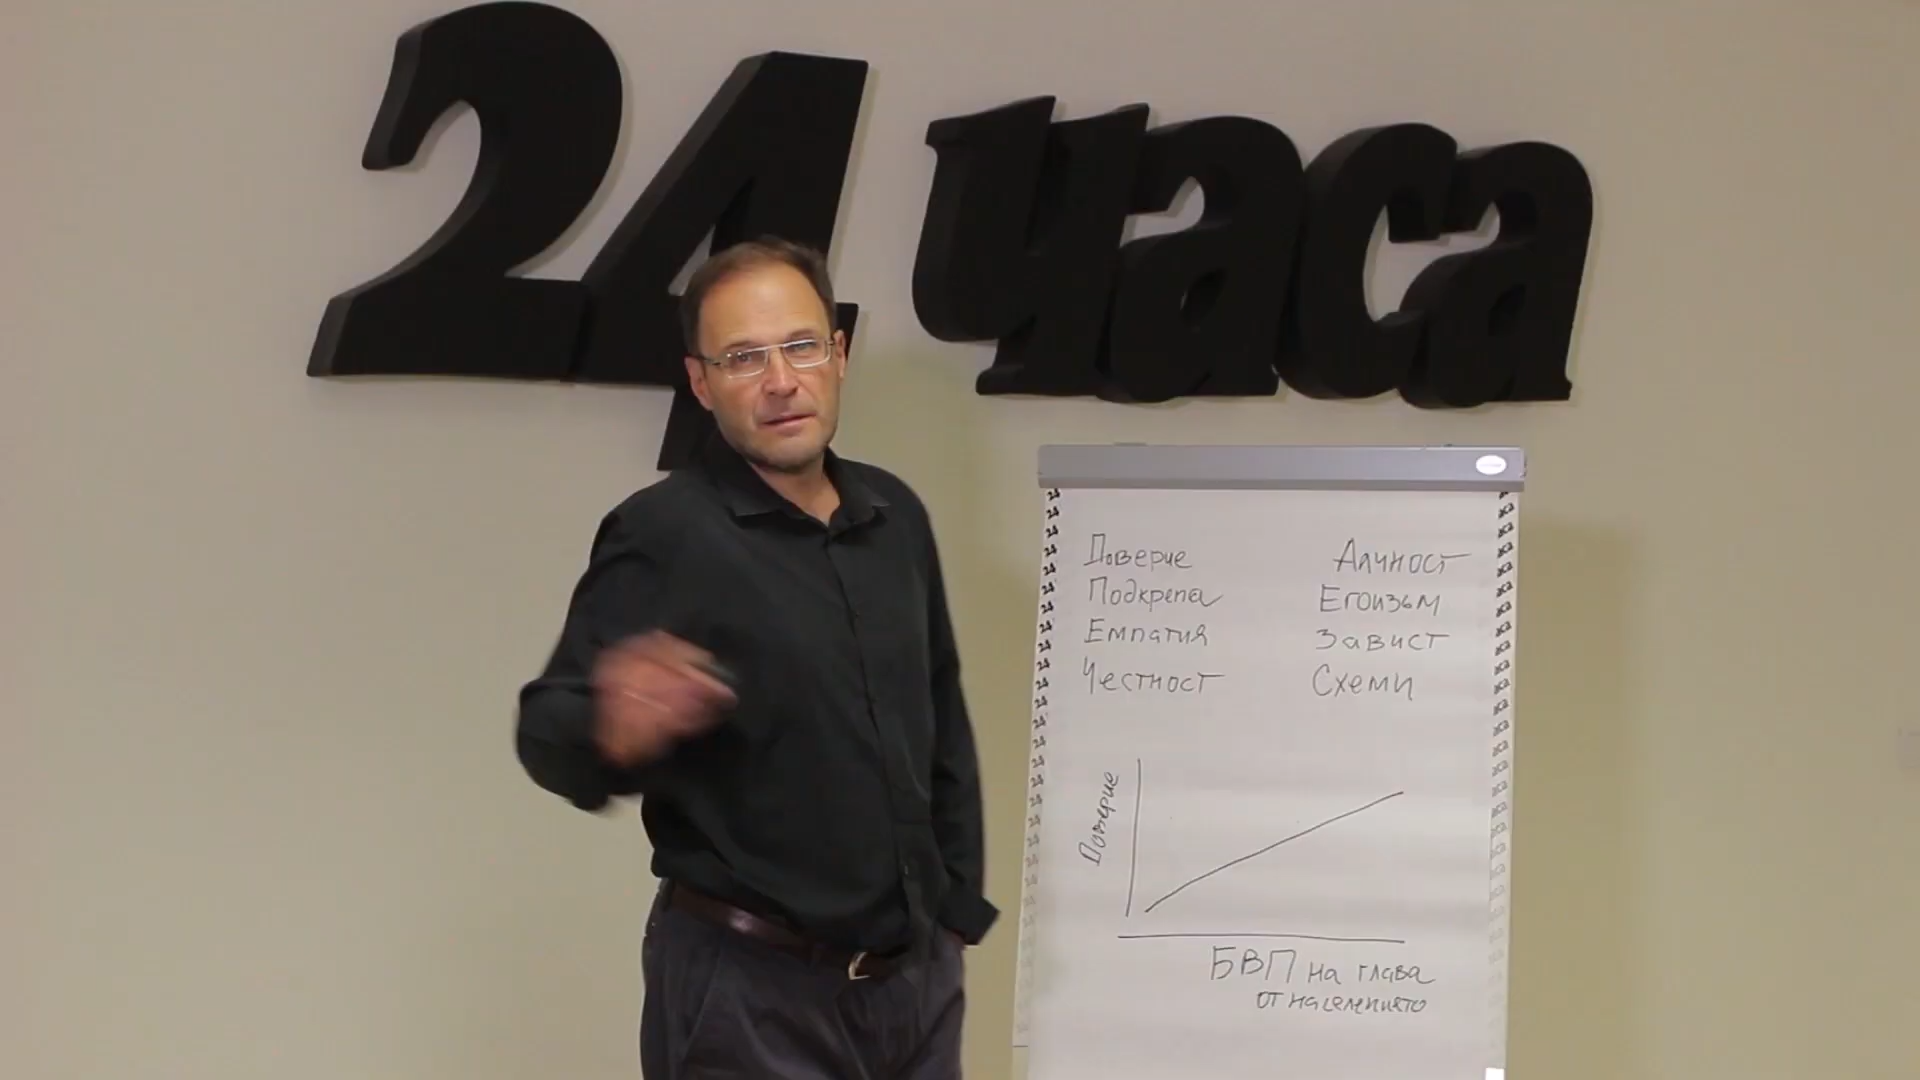 24 часа
Доверие
Подкрепа
Емпатия
Честност
Алчност
Егоизъм
Завист
Схеми
Доверие
БВП на глава
от населението